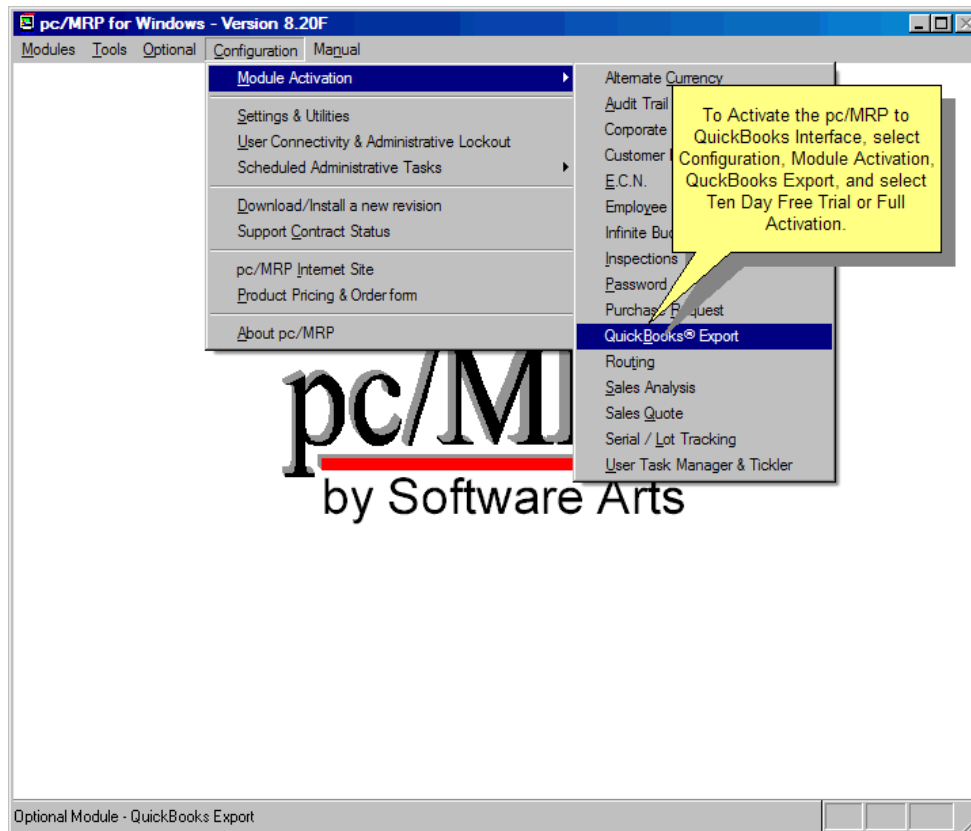 pc/MRP for Windows - Version 8.20F
Modules Tools Optional Configuration Manual
Module Activation
Settings & Utilities
User Connectivity & Administrative Lockout
Scheduled Administrative Tasks
Download/Install a new revision
Support Contract Status
pc/MRP Internet Site
Product Pricing & Order form
About pc/MRP
Alternate Currency
Audit Trail
Corporate
Customer
E.C.N.
Employee
Infinite
Inspections
Password
Purchase Request
QuickBooks® Export
Routing
Sales Analysis
Sales Quote
Serial / Lot Tracking
User Task Manager & Tickler
To Activate the pc/MRP to
QuickBooks Interface, select
Configuration, Module Activation,
QuckBooks Export, and select
Ten Day Free Trial or Full
Activation.
pc/M
by Software Arts
Optional Module - QuickBooks Export